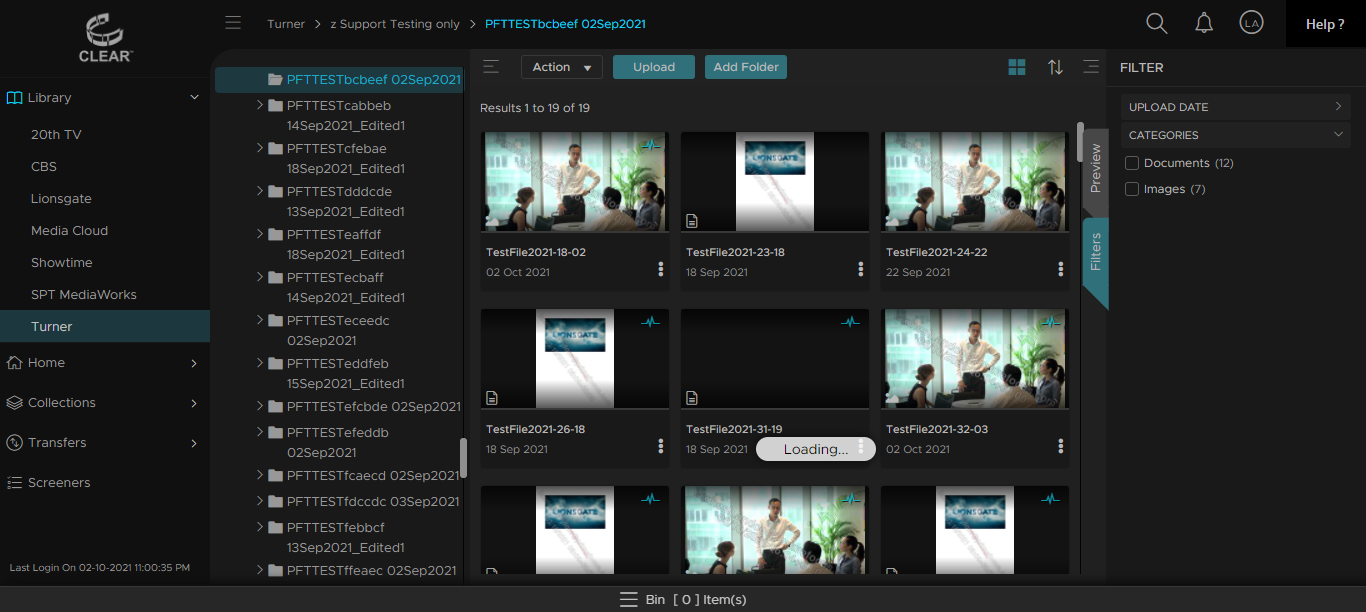 CLEAR
Turner > z Support Testing only > PFTTESTbcbeef 02Sep2021
LA
Help ?
Library
20th TV
CBS
Lionsgate
Media Cloud
Showtime
SPT MediaWorks
Turner
Home
Collections
Transfers
Screeners
Last Login On 02-10-2021 11:00:35 PM
PFTTESTbcbeef 02Sep2021
PFTTESTcabbeb
14Sep2021_Edited1
PFTTESTcfebae
18Sep2021_Edited1
PFTTESTdddcde
13Sep2021_Edited1
PFTTESTeaffdf
18Sep2021_Edited1
PFTTESTecbaff
14Sep2021_Edited1
PFTTESTeceedc
02Sep2021
PFTTESTeddfeb
15Sep2021_Edited1
PFTTESTefcbde 02Sep2021
PFTTESTefeddb
02Sep2021
PFTTESTfcaecd 02Sep2021
PFTTESTfdccdc 03Sep2021
PFTTESTfebbcf
13Sep2021_Edited1
PFTTESTffeaec 02Sep2021
Action
Upload
Add Folder
Results 1 to 19 of 19
LIONSGATE
TestFile2021-18-02
02 Oct 2021
TestFile2021-23-18
18 Sep 2021
TestFile2021-24-22
22 Sep 2021
LIONSGATE
TestFile2021-26-18
18 Sep 2021
TestFile2021-31-19
18 Sep 2021
TestFile2021-32-03
02 Oct 2021
Loading...
LIONSGATE
LIONSGATE
Preview
Filters
FILTER
UPLOAD DATE
CATEGORIES
Documents (12)
Images (7)
Bin [ 0 ] Item(s)